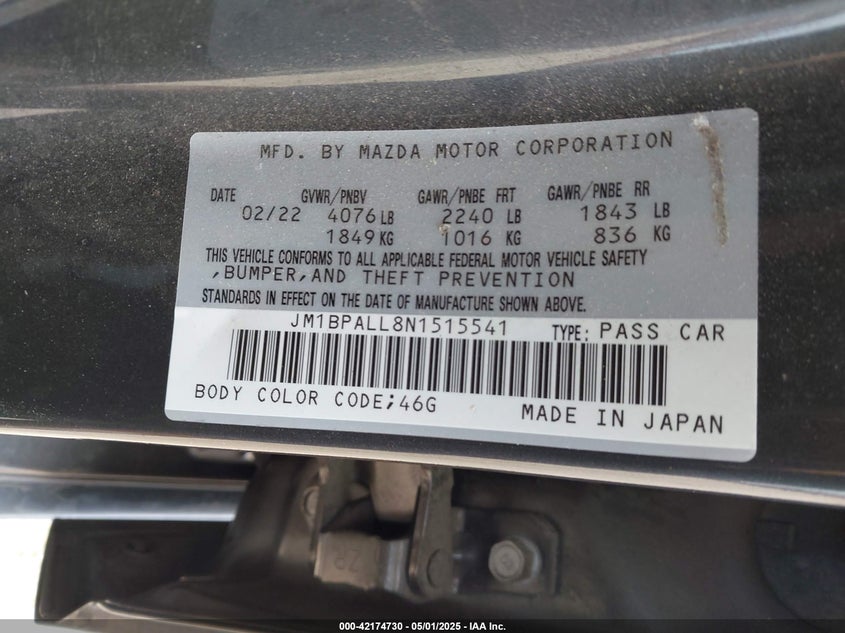 MFD. BY MAZDA MOTOR CORPORATION
DATE GVWR/PNBV GAWR/PNBE FRT GAWR/PNBE RR
02/22 4076 LB 2240 LB 1843 LB
1849 KG 1016 KG 836 KG
THIS VEHICLE CONFORMS TO ALL APPLICABLE FEDERAL MOTOR VEHICLE SAFETY
,BUMPER,AND THEFT PREVENTION
STANDARDS IN EFFECT ON THE DATE OF MANUFACTURE SHOWN ABOVE.
JM1BPALL8N1515541 TYPE: PASS CAR
BODY COLOR CODE;46G
MADE IN JAPAN
ZR
000-42174730 - 05/01/2025 - IAA Inc.